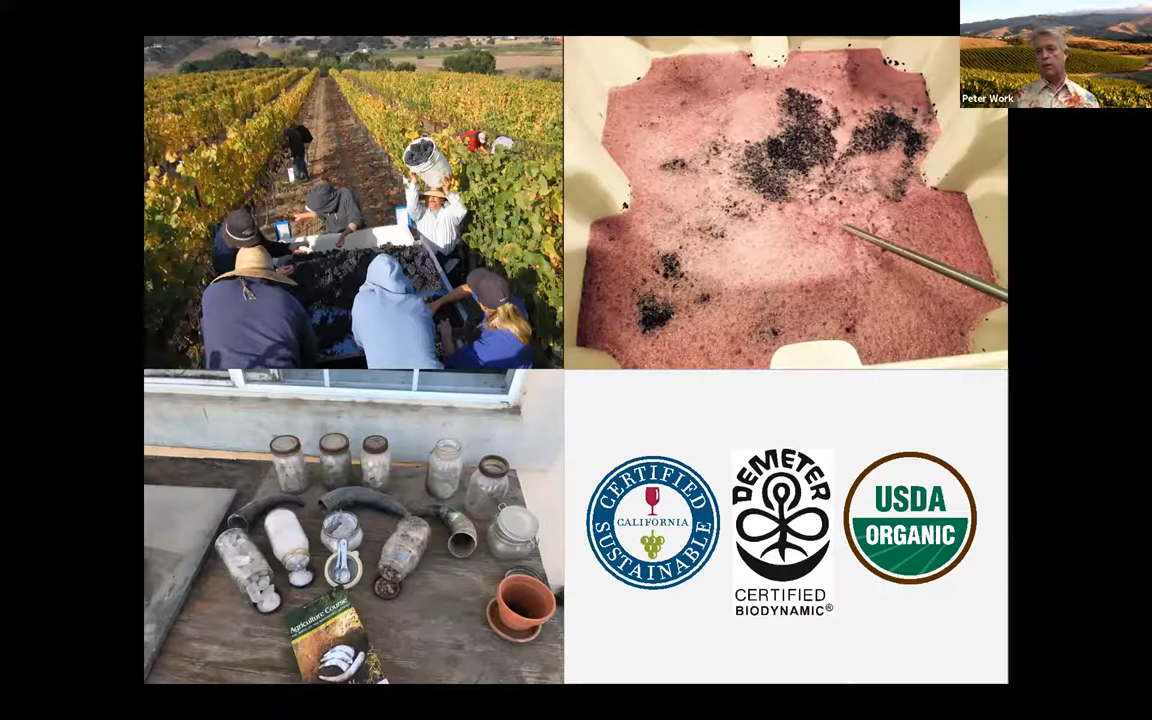 Peter Work
CERTIFIED
CALIFORNIA
SUSTAINABLE
DEMETER
CERTIFIED
BIODYNAMIC®
USDA
ORGANIC
Agriculture Course